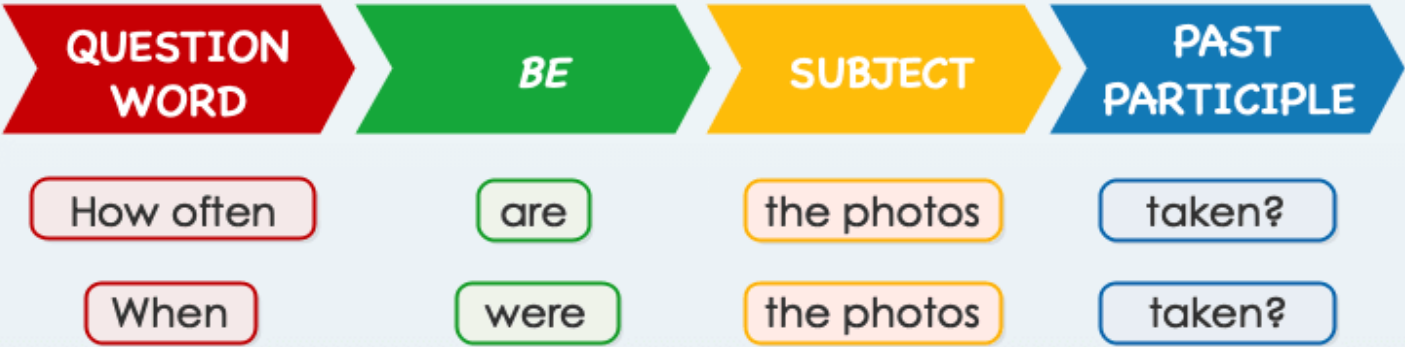 QUESTION WORD
BE
SUBJECT
PAST PARTICIPLE
How often are the photos taken?
When were the photos taken?